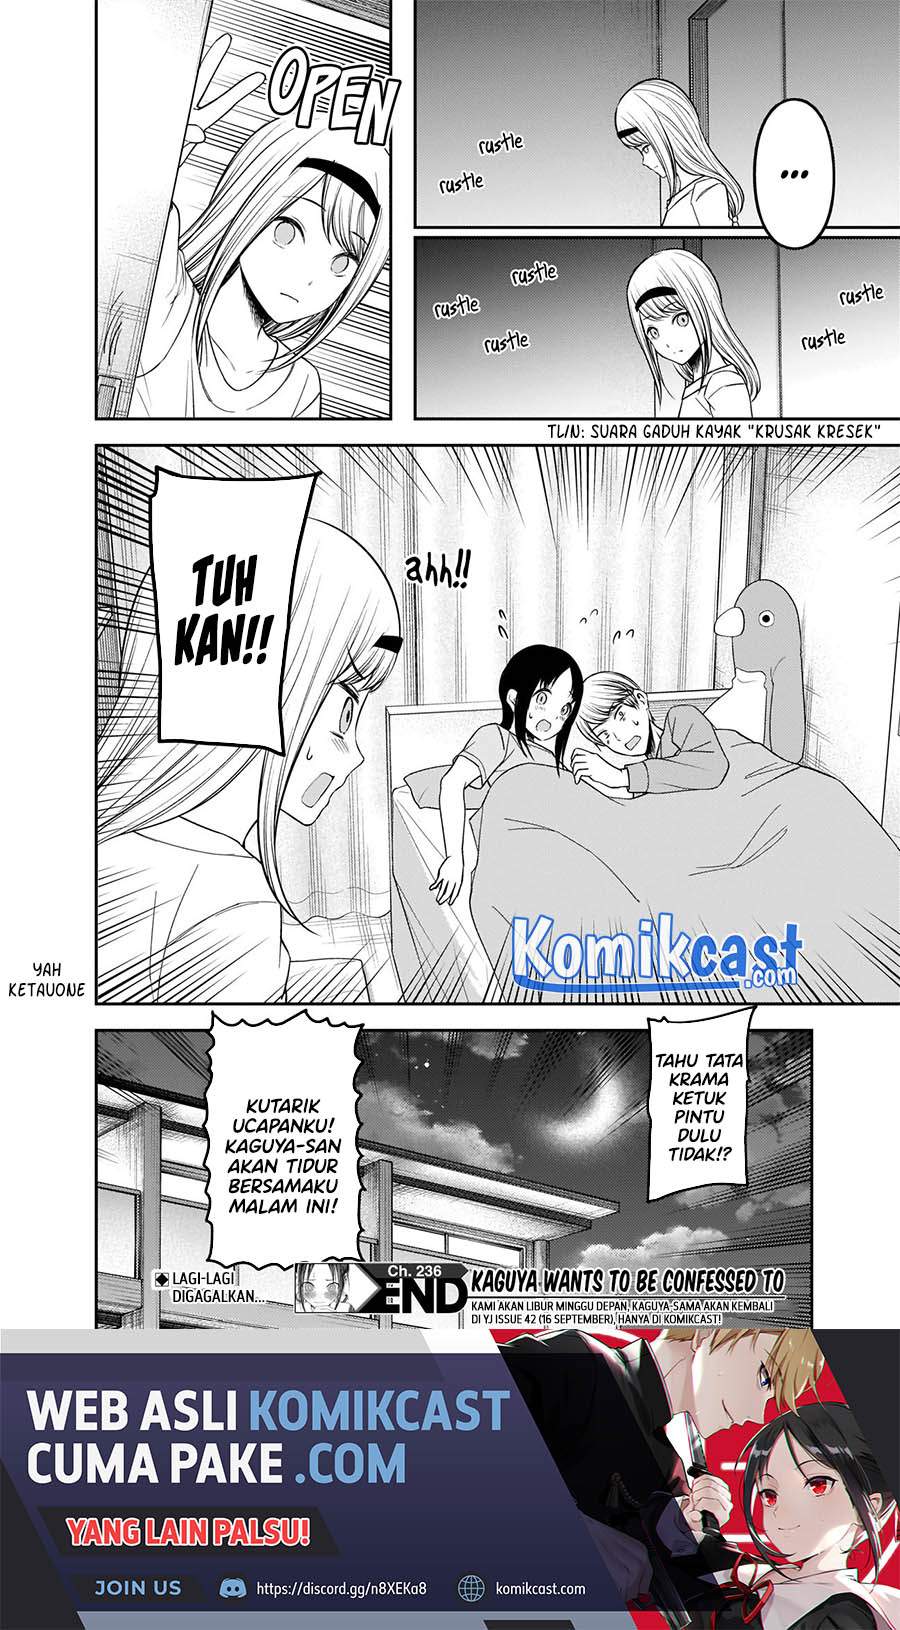 ...
rustle
rustle
rustle
rustle
rustle
rustle
rustle
OPEN
TL/N: SUARA GADUH KAYAK "KRUSAK KRESEK"
TUH
KAN!!
ahh!!
Komikcast
.com
YAH
KETAUONE
TAHU TATA
KRAMA
KETUK
PINTU
DULU
TIDAK!?
KUTARIK
UCAPANKU!
KAGUYA-SAN
AKAN TIDUR
BERSAMAKU
MALAM INI!
LAGI-LAGI
DIGAGALKAN...
Ch. 236
END
KAGUYA WANTS TO BE CONFESSED TO
KAMI AKAN LIBUR MINGGU DEPAN, KAGUYA-SAMA AKAN KEMBALI
DI YJ ISSUE 42 (16 SEPTEMBER), HANYA DI KOMIKCAST!
WEB ASLI KOMIKCAST
CUMA PAKE .COM
YANG LAIN PALSU!
JOIN US
https://discord.gg/n8XEKa8
komikcast.com